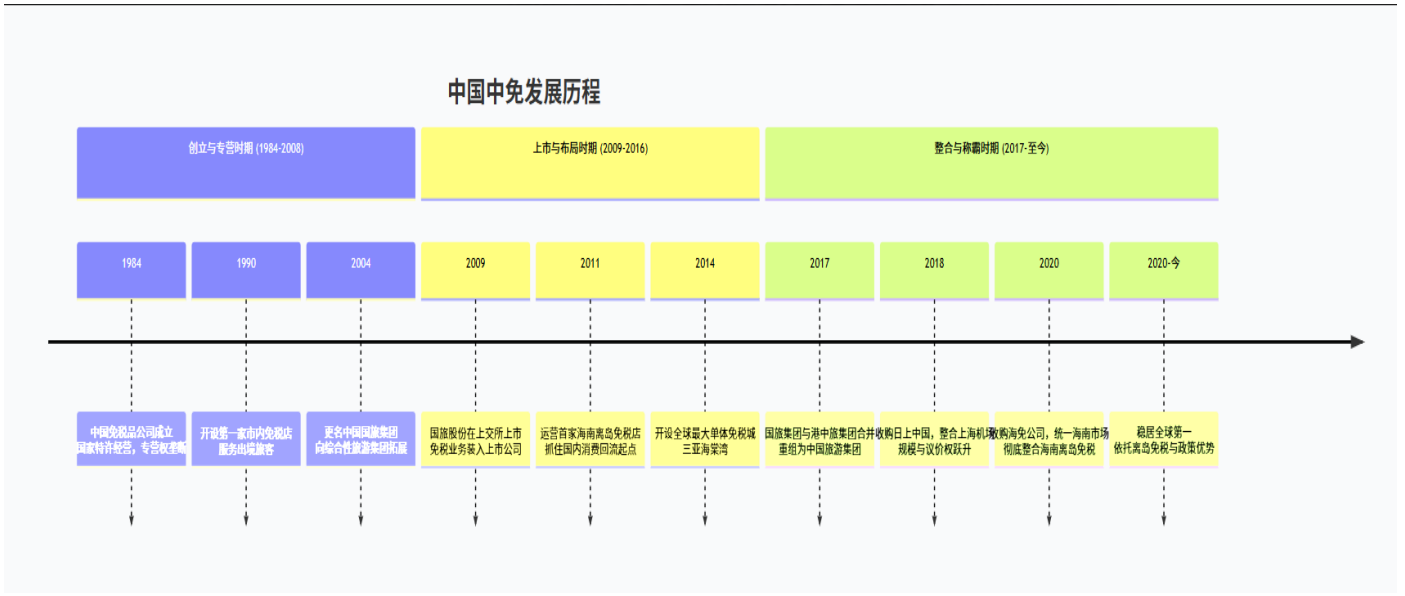 中国中免发展历程
创立与专营时期 (1984-2008)
上市与布局时期 (2009-2016)
整合与称霸时期 (2017-至今)
1984
1990
2004
2009
2011
2014
2017
2018
2020
2020-今
中国免税品公司成立
国家特许经营，专营权垄断
开设第一家市内免税店
服务出境旅客
更名中国国旅集团
向综合性旅游集团拓展
国旅股份在上交所上市
免税业务装入上市公司
运营首家海南离岛免税店
抓住国内消费回流起点
开设全球最大单体免税城
三亚海棠湾
国旅集团与港中旅集团合并
重组为中国旅游集团
收购日上中国，整合上海机场
规模与议价权跃升
收购海免公司，统一海南市场
彻底整合海南离岛免税
稳居全球第一
依托离岛免税与政策优势